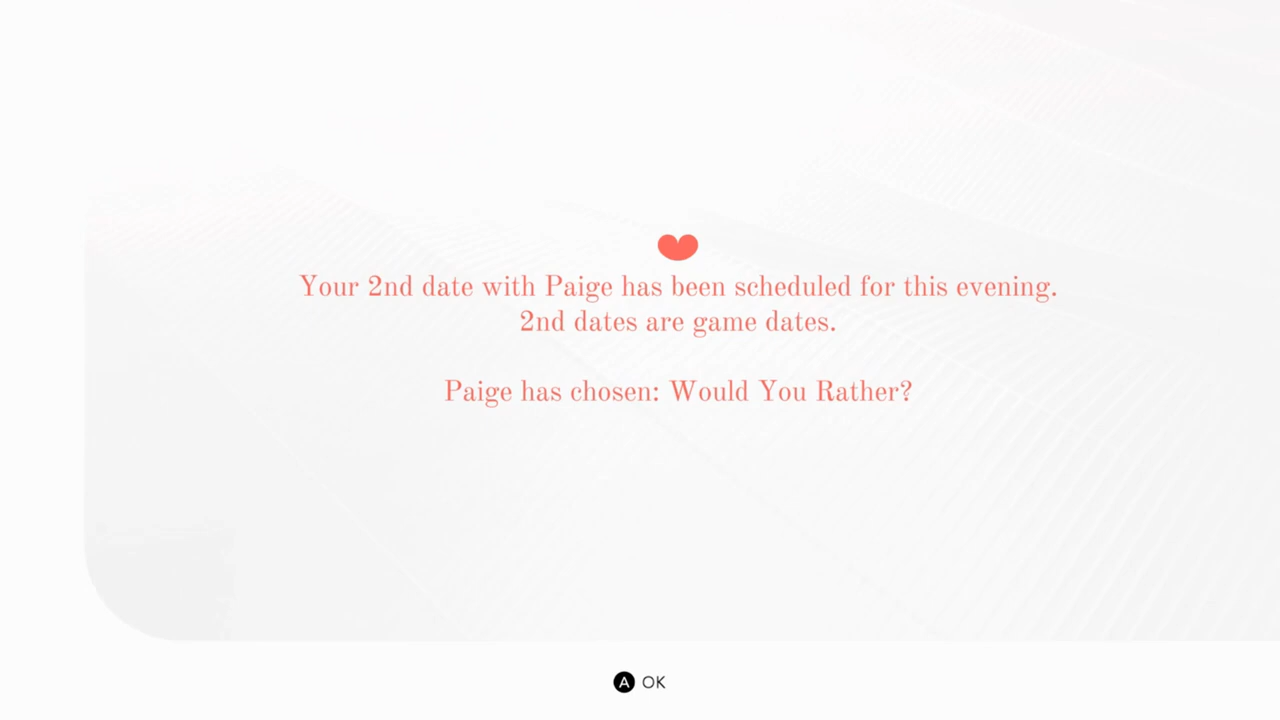 Your 2nd date with Paige has been scheduled for this evening.
2nd dates are game dates.
Paige has chosen: Would You Rather?
A OK